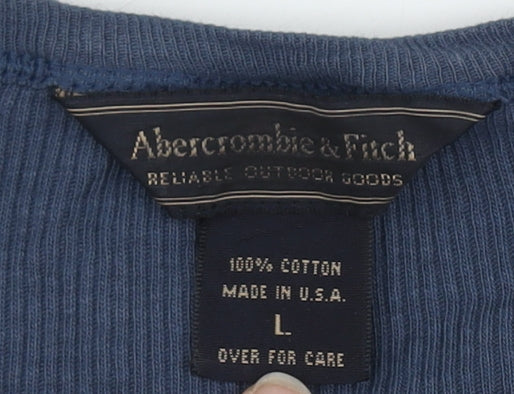 Abercrombie & Fitch
RELIABLE OUTDOOR GOODS
100% COTTON
MADE IN U.S.A.
L
OVER FOR CARE